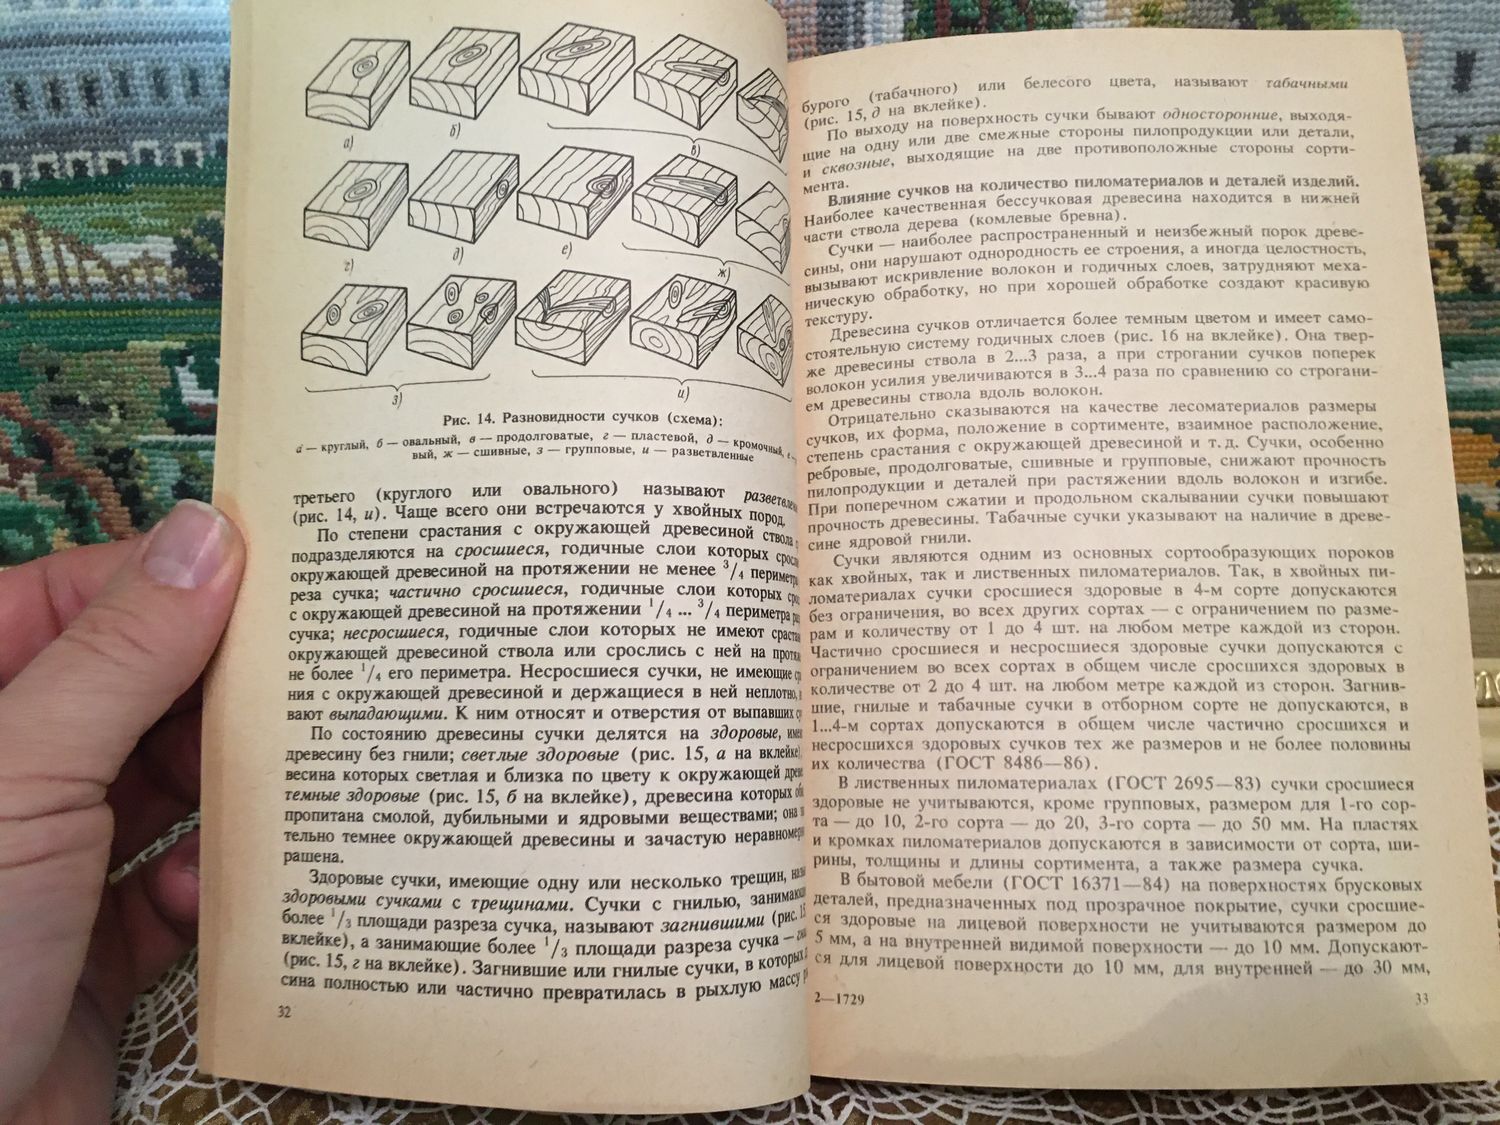 а)
б)
в)
г)
д)
е)
ж)
з)
и)
Рис. 14. Разновидности сучков (схема):
а — круглый, б — овальный, в — продолговатые, г — пластевой, д — кромочный,
вый, ж — сшивные, з — групповые, и — разветвленные
третьего (круглого или овального) называют
(рис. 14, и). Чаще всего они встречаются у хвойных пород.
По степени срастания с окружающей древесиной ствола
подразделяются на сросшиеся, годичные слои которых
окружающей древесиной на протяжении не менее 3/4
реза сучка; частично сросшиеся, годичные слои которых
с окружающей древесиной на протяжении 1/4 ... 3/4 периметра
сучка; несросшиеся, годичные слои которых не имеют
окружающей древесиной ствола или срослись с ней на
не более 1/4 его периметра. Несросшиеся сучки, не имеющие
ния с окружающей древесиной и держащиеся в ней неплотно,
вают выпадающими. К ним относят и отверстия от выпавших
По состоянию древесины сучки делятся на здоровые,
древесину без гнили; светлые здоровые (рис. 15, а на вклейке),
весина которых светлая и близка по цвету к окружающей
темные здоровые (рис. 15, б на вклейке), древесина которых
пропитана смолой, дубильными и ядровыми веществами; она
тельно темнее окружающей древесины и зачастую
рашена.
Здоровые сучки, имеющие одну или несколько трещин,
здоровыми сучками с трещинами. Сучки с гнилью,
более 1/3 площади разреза сучка, называют загнившими (рис.
вклейке), а занимающие более 1/3 площади разреза сучка —
(рис. 15, г на вклейке). Загнившие или гнилые сучки, в которых
сина полностью или частично превратилась в рыхлую массу
32
бурого (табачного) или белесого цвета, называют табачными
(рис. 15, д на вклейке).
По выходу на поверхность сучки бывают односторонние, выходя-
щие на одну или две смежные стороны пилопродукции или детали,
и сквозные, выходящие на две противоположные стороны сорти-
мента.
Влияние сучков на количество пиломатериалов и деталей изделий.
Наиболее качественная бессучковая древесина находится в нижней
части ствола дерева (комлевые бревна).
Сучки — наиболее распространенный и неизбежный порок древе-
сины, они нарушают однородность ее строения, а иногда целостность,
вызывают искривление волокон и годичных слоев, затрудняют меха-
ническую обработку, но при хорошей обработке создают красивую
текстуру.
Древесина сучков отличается более темным цветом и имеет само-
стоятельную систему годичных слоев (рис. 16 на вклейке). Она твер-
же древесины ствола в 2...3 раза, а при строгании сучков поперек
волокон усилия увеличиваются в 3...4 раза по сравнению со строгани-
ем древесины ствола вдоль волокон.
Отрицательно сказываются на качестве лесоматериалов размеры
сучков, их форма, положение в сортименте, взаимное расположение,
степень срастания с окружающей древесиной и т. д. Сучки, особенно
ребровые, продолговатые, сшивные и групповые, снижают прочность
пилопродукции и деталей при растяжении вдоль волокон и изгибе.
При поперечном сжатии и продольном скалывании сучки повышают
прочность древесины. Табачные сучки указывают на наличие в древе-
сине ядровой гнили.
Сучки являются одним из основных сортообразующих пороков
как хвойных, так и лиственных пиломатериалов. Так, в хвойных пи-
ломатериалах сучки сросшиеся здоровые в 4-м сорте допускаются
без ограничения, во всех других сортах — с ограничением по разме-
рам и количеству от 1 до 4 шт. на любом метре каждой из сторон.
Частично сросшиеся и несросшиеся здоровые сучки допускаются с
ограничением во всех сортах в общем числе сросшихся здоровых в
количестве от 2 до 4 шт. на любом метре каждой из сторон. Загнив-
шие, гнилые и табачные сучки в отборном сорте не допускаются, в
1...4-м сортах допускаются в общем числе частично сросшихся и
несросшихся здоровых сучков тех же размеров и не более половины
их количества (ГОСТ 8486—86).
В лиственных пиломатериалах (ГОСТ 2695—83) сучки сросшиеся
здоровые не учитываются, кроме групповых, размером для 1-го сор-
та — до 10, 2-го сорта — до 20, 3-го сорта — до 50 мм. На пластях
и кромках пиломатериалов допускаются в зависимости от сорта, ши-
рины, толщины и длины сортимента, а также размера сучка.
В бытовой мебели (ГОСТ 16371—84) на поверхностях брусковых
деталей, предназначенных под прозрачное покрытие, сучки сросшие-
ся здоровые на лицевой поверхности не учитываются размером до
5 мм, а на внутренней видимой поверхности — до 10 мм. Допускают-
ся для лицевой поверхности до 10 мм, для внутренней — до 30 мм,
2—1729
33